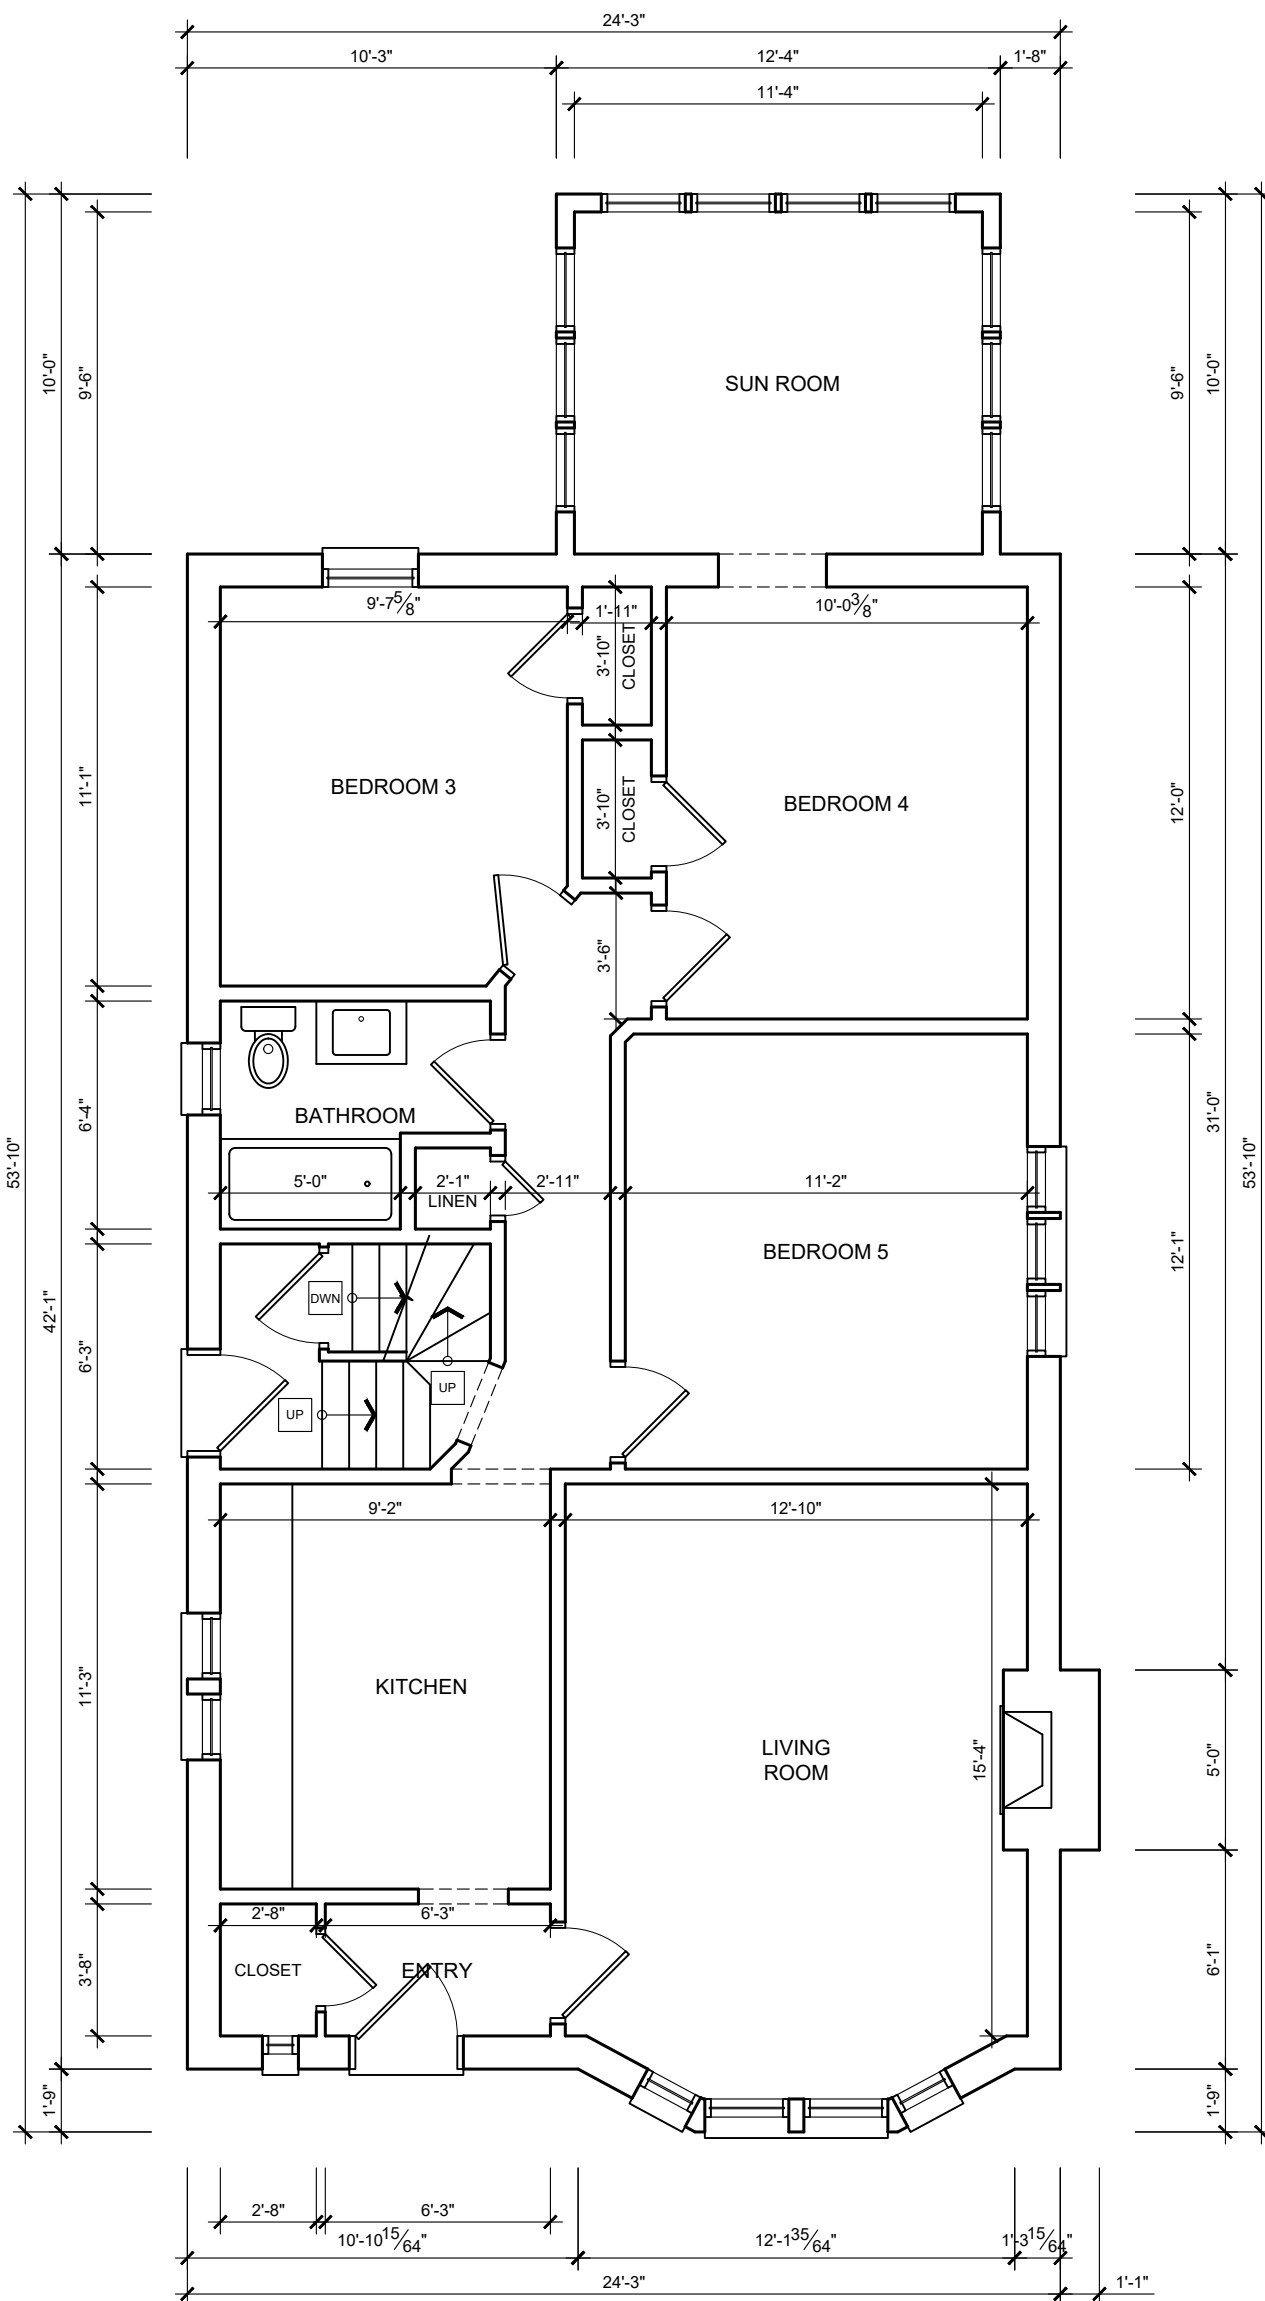 24'-3"
10'-3"
12'-4"
1'-8"
11'-4"
SUN ROOM
10'-0"
9'-6"
9'-6"
10'-0"
9'-7 5/8"
1'-11"
10'-0 3/8"
3'-10"
CLOSET
BEDROOM 3
3'-10"
CLOSET
BEDROOM 4
11'-1"
12'-0"
3'-6"
BATHROOM
6'-4"
31'-0"
53'-10"
53'-10"
5'-0"
2'-1"
LINEN
2'-11"
11'-2"
BEDROOM 5
12'-1"
DWN
UP
UP
42'-1"
6'-3"
9'-2"
12'-10"
KITCHEN
11'-3"
LIVING
ROOM
15'-4"
5'-0"
2'-8"
6'-3"
CLOSET
ENTRY
3'-8"
6'-1"
1'-9"
1'-9"
2'-8"
6'-3"
10'-10 15/64"
12'-1 35/64"
1'-3 15/64"
24'-3"
1'-1"